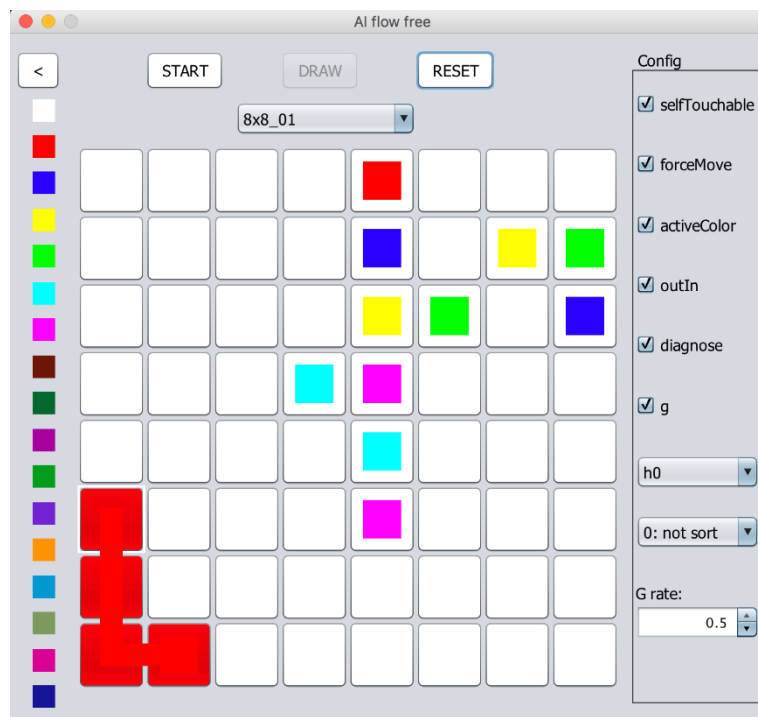 AI flow free
Config
< START DRAW RESET
8x8_01
selfTouchable
forceMove
activeColor
outIn
diagnose
g
h0
0: not sort
G rate:
0.5